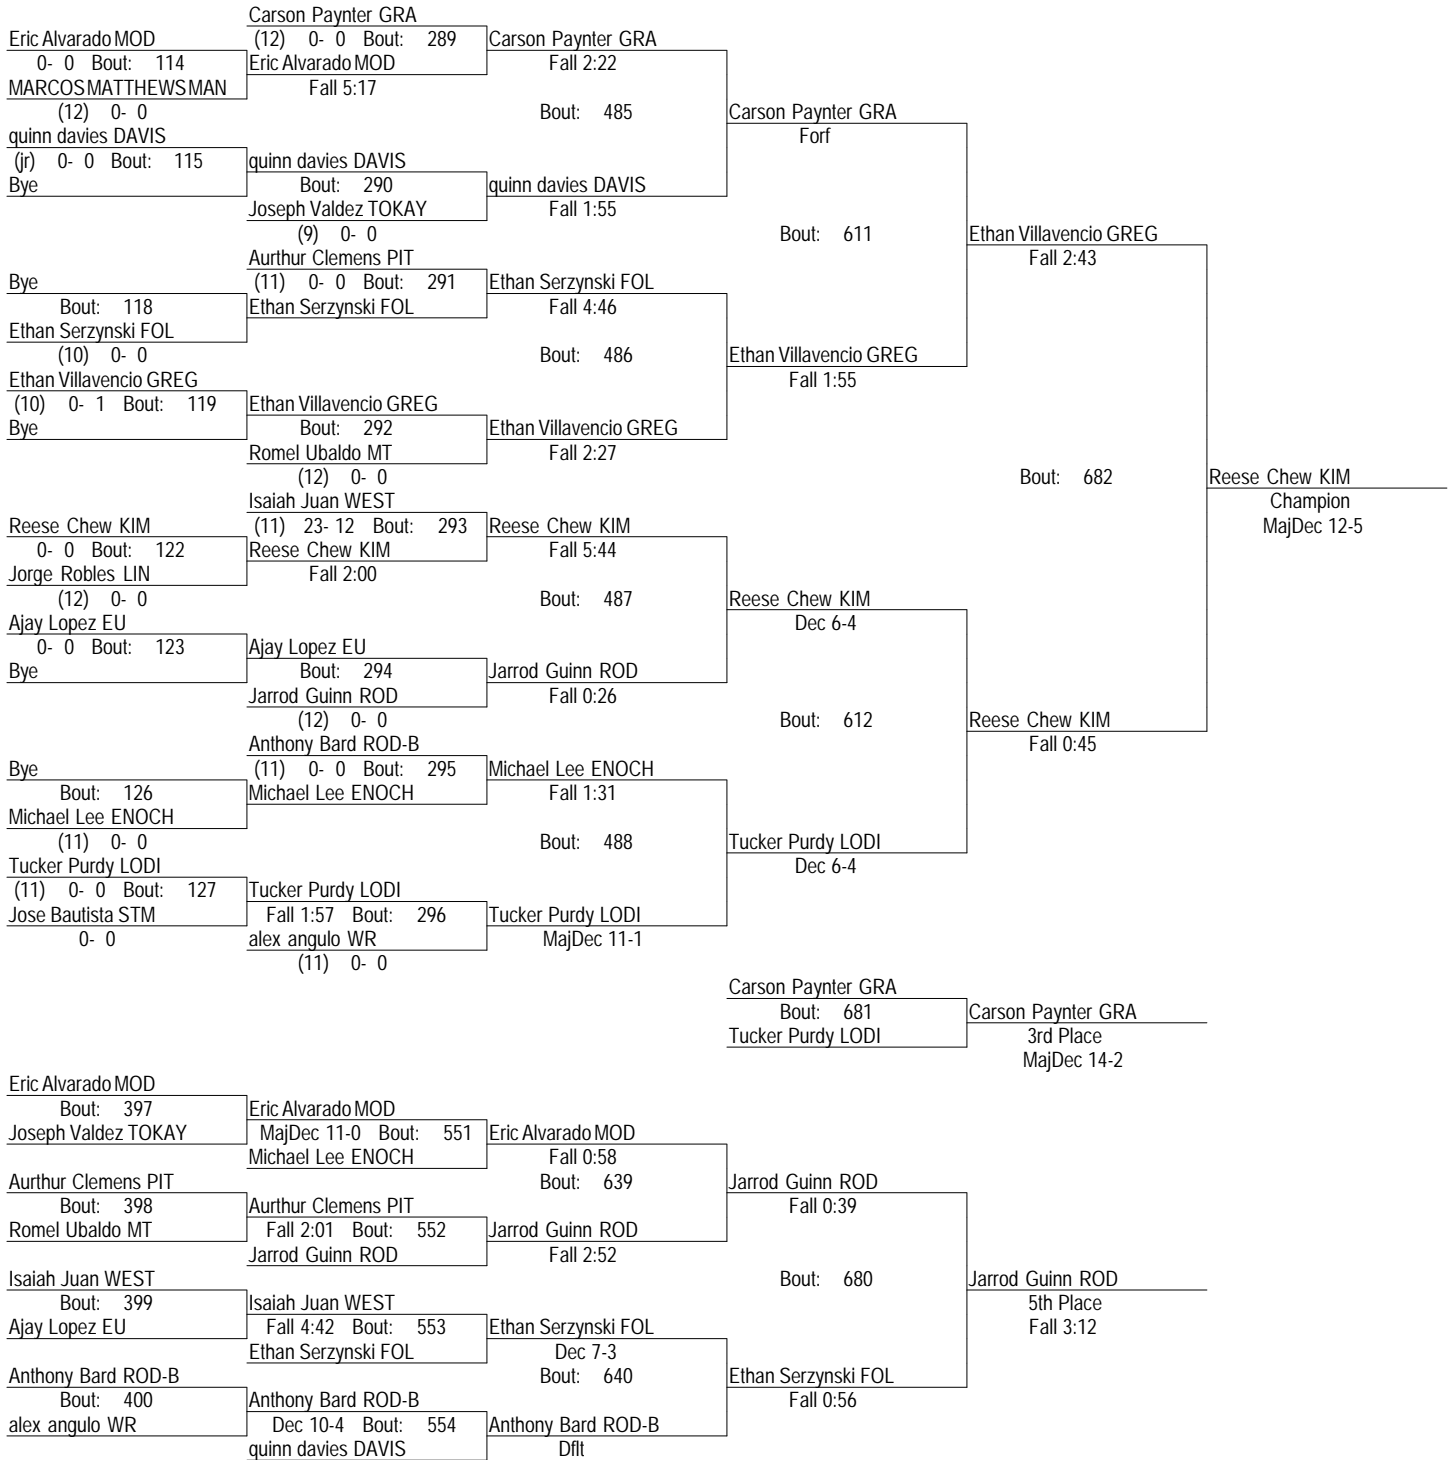 Carson Paynter GRA
Eric Alvarado MOD (12) 0- 0 Bout: 289 Carson Paynter GRA
0- 0 Bout: 114 Eric Alvarado MOD Fall 2:22
MARCOS MATTHEWS MAN Fall 5:17
(12) 0- 0 Bout: 485 Carson Paynter GRA
quinn davies DAVIS Forf
(jr) 0- 0 Bout: 115 quinn davies DAVIS
Bye Bout: 290 quinn davies DAVIS
Joseph Valdez TOKAY Fall 1:55
(9) 0- 0 Bout: 611 Ethan Villavencio GREG
Aurthur Clemens PIT Fall 2:43
Bye (11) 0- 0 Bout: 291 Ethan Serzynski FOL
Bout: 118 Ethan Serzynski FOL Fall 4:46
Ethan Serzynski FOL
(10) 0- 0 Bout: 486 Ethan Villavencio GREG
Ethan Villavencio GREG Fall 1:55
(10) 0- 1 Bout: 119 Ethan Villavencio GREG
Bye Bout: 292 Ethan Villavencio GREG
Romel Ubaldo MT Fall 2:27
(12) 0- 0 Bout: 682 Reese Chew KIM
Isaiah Juan WEST Champion
Reese Chew KIM (11) 23- 12 Bout: 293 Reese Chew KIM MajDec 12-5
0- 0 Bout: 122 Reese Chew KIM Fall 5:44
Jorge Robles LIN Fall 2:00
(12) 0- 0 Bout: 487 Reese Chew KIM
Ajay Lopez EU Dec 6-4
0- 0 Bout: 123 Ajay Lopez EU
Bye Bout: 294 Jarrod Guinn ROD
Jarrod Guinn ROD Fall 0:26
(12) 0- 0 Bout: 612 Reese Chew KIM
Anthony Bard ROD-B Fall 0:45
Bye (11) 0- 0 Bout: 295 Michael Lee ENOCH
Bout: 126 Michael Lee ENOCH Fall 1:31
Michael Lee ENOCH
(11) 0- 0 Bout: 488 Tucker Purdy LODI
Tucker Purdy LODI Dec 6-4
(11) 0- 0 Bout: 127 Tucker Purdy LODI
Jose Bautista STM Fall 1:57 Bout: 296 Tucker Purdy LODI
0- 0 alex angulo WR MajDec 11-1
(11) 0- 0
Carson Paynter GRA
Bout: 681 Carson Paynter GRA
Tucker Purdy LODI 3rd Place
MajDec 14-2
Eric Alvarado MOD
Bout: 397 Eric Alvarado MOD
Joseph Valdez TOKAY MajDec 11-0 Bout: 551 Eric Alvarado MOD
Michael Lee ENOCH Fall 0:58
Aurthur Clemens PIT Bout: 639 Jarrod Guinn ROD
Bout: 398 Aurthur Clemens PIT Fall 0:39
Romel Ubaldo MT Fall 2:01 Bout: 552 Jarrod Guinn ROD
Jarrod Guinn ROD Fall 2:52
Isaiah Juan WEST Bout: 680 Jarrod Guinn ROD
Bout: 399 Isaiah Juan WEST 5th Place
Ajay Lopez EU Fall 4:42 Bout: 553 Ethan Serzynski FOL Fall 3:12
Ethan Serzynski FOL Dec 7-3
Anthony Bard ROD-B Bout: 640 Ethan Serzynski FOL
Bout: 400 Anthony Bard ROD-B Fall 0:56
alex angulo WR Dec 10-4 Bout: 554 Anthony Bard ROD-B
quinn davies DAVIS Dflt